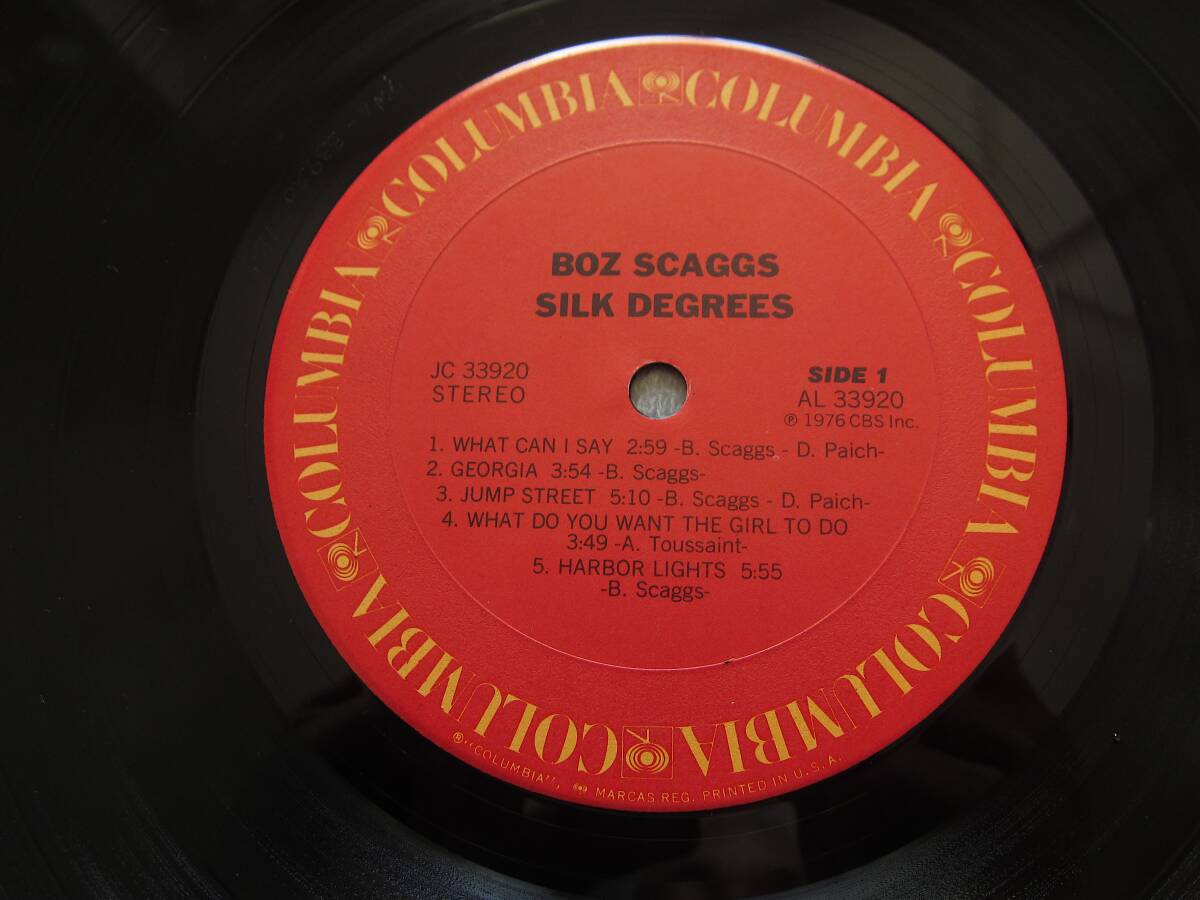 COLUMBIA COLUMBIA COLUMBIA COLUMBIA COLUMBIA COLUMBIA
BOZ SCAGGS
SILK DEGREES
JC 33920
STEREO
SIDE 1
AL 33920
℗ 1976 CBS Inc.
1. WHAT CAN I SAY 2:59 -B. Scaggs - D. Paich-
2. GEORGIA 3:54 -B. Scaggs-
3. JUMP STREET 5:10 -B. Scaggs - D. Paich-
4. WHAT DO YOU WANT THE GIRL TO DO
3:49 -A. Toussaint-
5. HARBOR LIGHTS 5:55
-B. Scaggs-
® "COLUMBIA", MARCAS REG. PRINTED IN U.S.A.